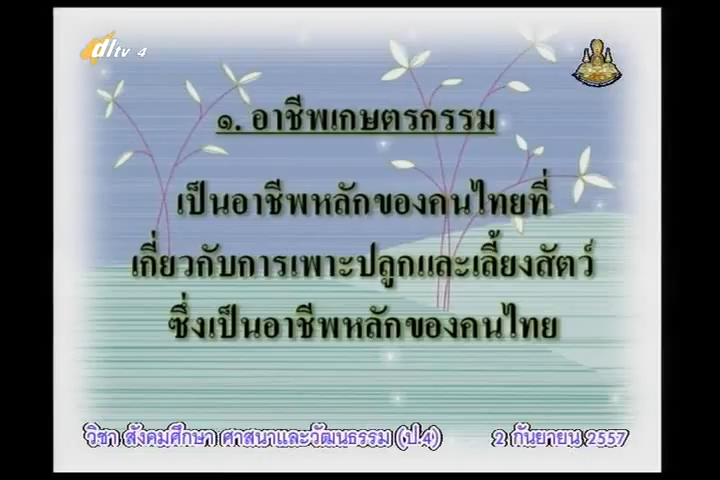 dltv 4
๑. อาชีพเกษตรกรรม
เป็นอาชีพหลักของคนไทยที่
เกี่ยวกับการเพาะปลูกและเลี้ยงสัตว์
ซึ่งเป็นอาชีพหลักของคนไทย
วิชา สังคมศึกษา ศาสนาและวัฒนธรรม (ป.4) 2 กันยายน 2557